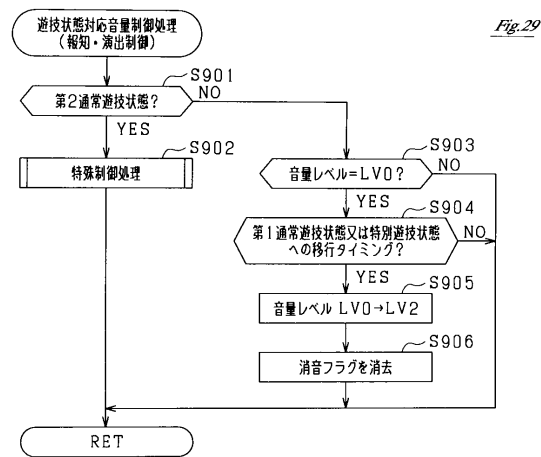 Fig.29
遊技状態対応音量制御処理
(報知・演出制御)
S901
第2通常遊技状態?
NO
YES
S902
特殊制御処理
S903
音量レベル=LV0?
NO
YES
S904
第1通常遊技状態又は特別遊技状態
への移行タイミング?
NO
YES
S905
音量レベル LV0→LV2
S906
消音フラグを消去
RET